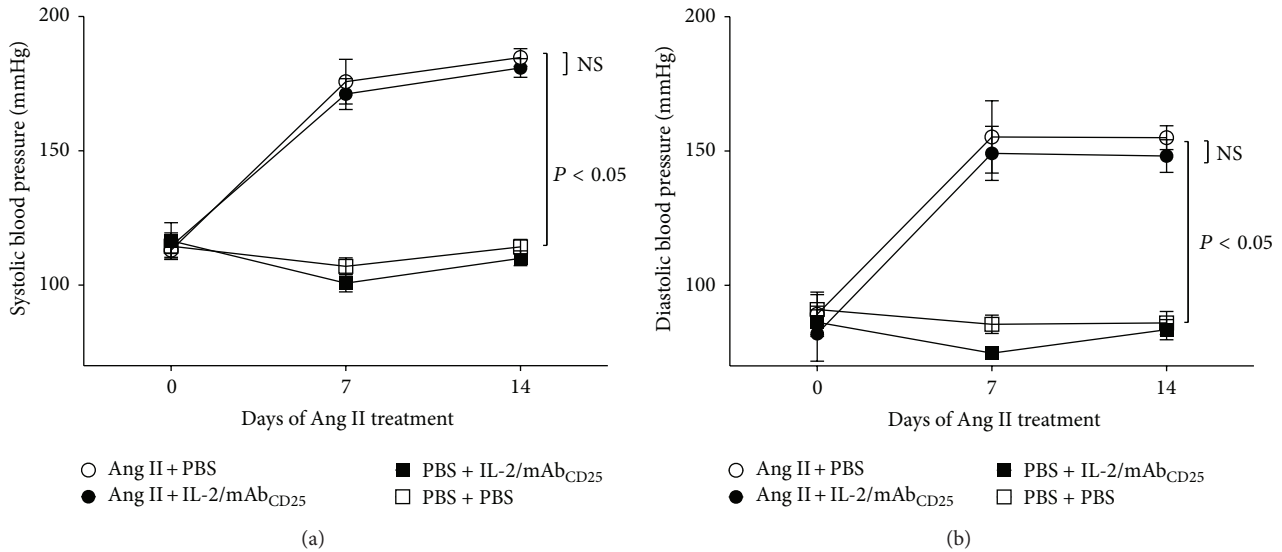 200
150
100
Systolic blood pressure (mmHg)
NS
P < 0.05
0 7 14
Days of Ang II treatment
Ang II + PBS
Ang II + IL-2/mAbCD25
PBS + IL-2/mAbCD25
PBS + PBS
(a)
200
150
100
Diastolic blood pressure (mmHg)
NS
P < 0.05
0 7 14
Days of Ang II treatment
Ang II + PBS
Ang II + IL-2/mAbCD25
PBS + IL-2/mAbCD25
PBS + PBS
(b)